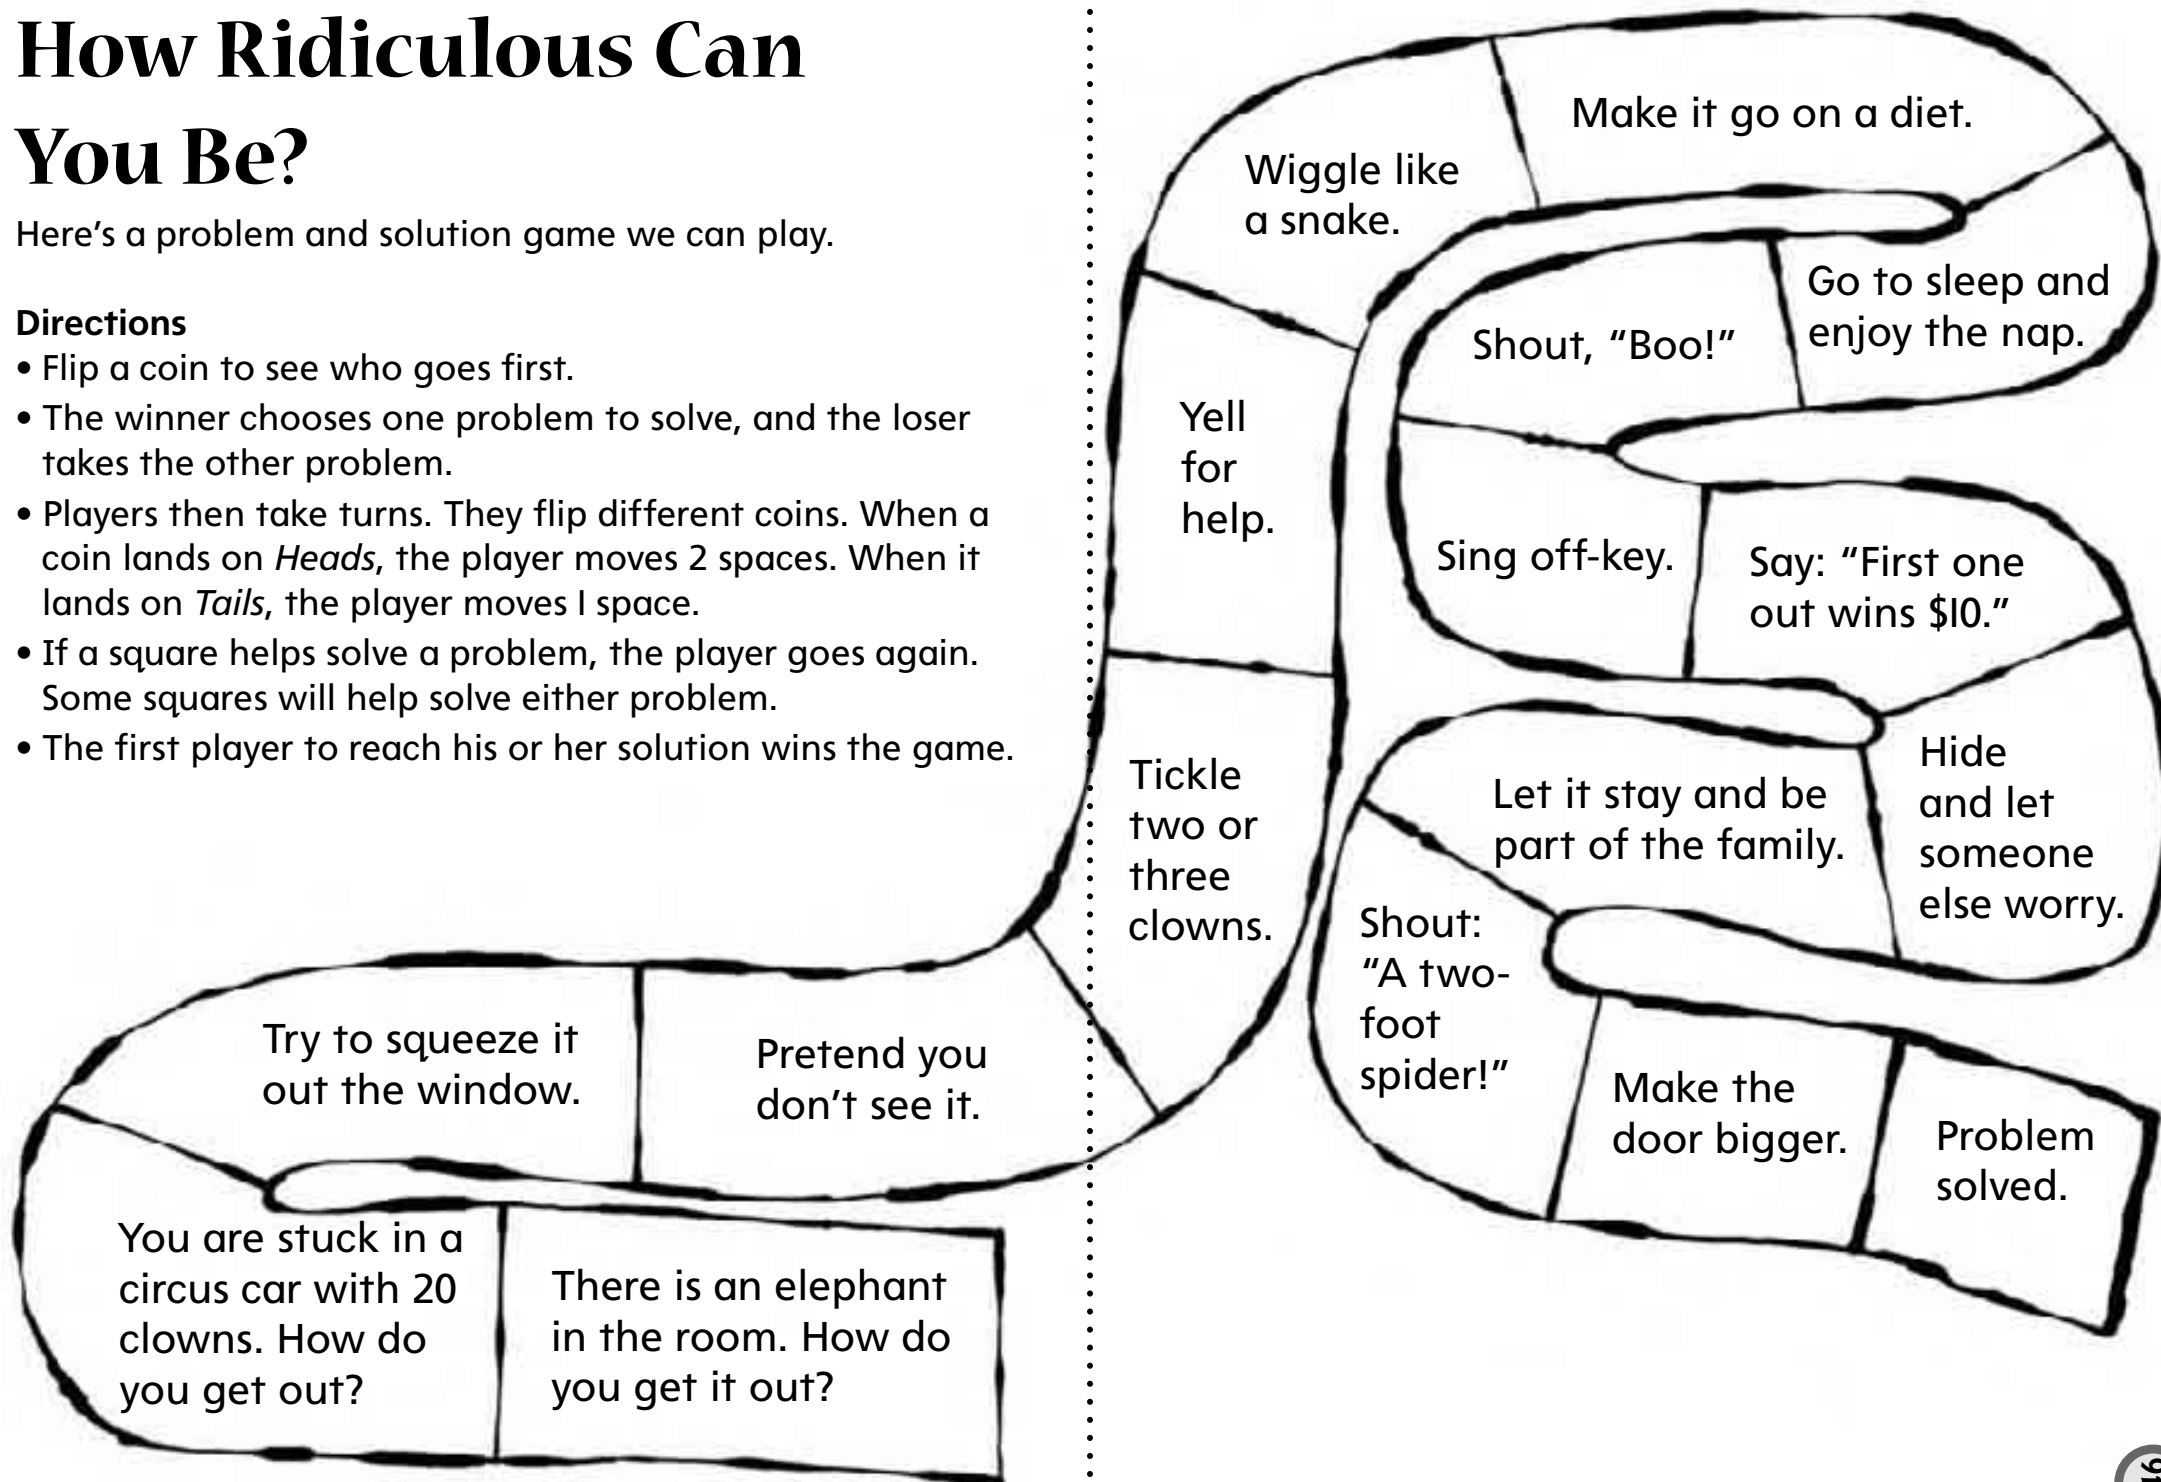 How Ridiculous Can
You Be?
Here's a problem and solution game we can play.
Directions
• Flip a coin to see who goes first.
• The winner chooses one problem to solve, and the loser
takes the other problem.
• Players then take turns. They flip different coins. When a
coin lands on Heads, the player moves 2 spaces. When it
lands on Tails, the player moves 1 space.
• If a square helps solve a problem, the player goes again.
Some squares will help solve either problem.
• The first player to reach his or her solution wins the game.
There is an elephant
in the room. How do
you get it out?
You are stuck in a
circus car with 20
clowns. How do
you get out?
Try to squeeze it
out the window.
Pretend you
don't see it.
Tickle
two or
three
clowns.
Yell
for
help.
Wiggle like
a snake.
Make it go on a diet.
Go to sleep and
enjoy the nap.
Shout, “Boo!”
Sing off-key.
Say: “First one
out wins $10.”
Hide
and let
someone
else worry.
Let it stay and be
part of the family.
Shout:
“A two-
foot
spider!”
Make the
door bigger.
Problem
solved.